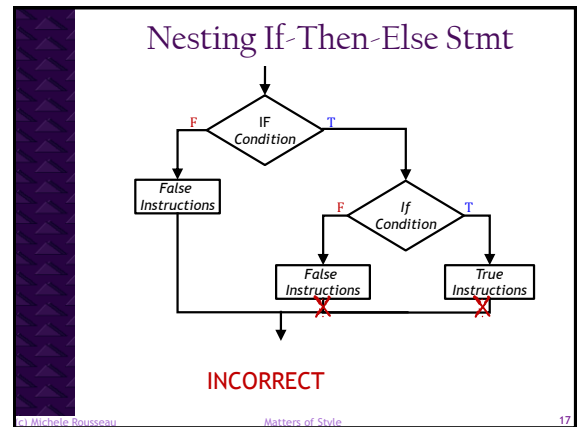 Nesting If-Then-Else Stmt
F
IF
Condition
T
False
Instructions
F
If
Condition
T
False
Instructions
True
Instructions
INCORRECT
(c) Michele Rousseau
Matters of Style
17